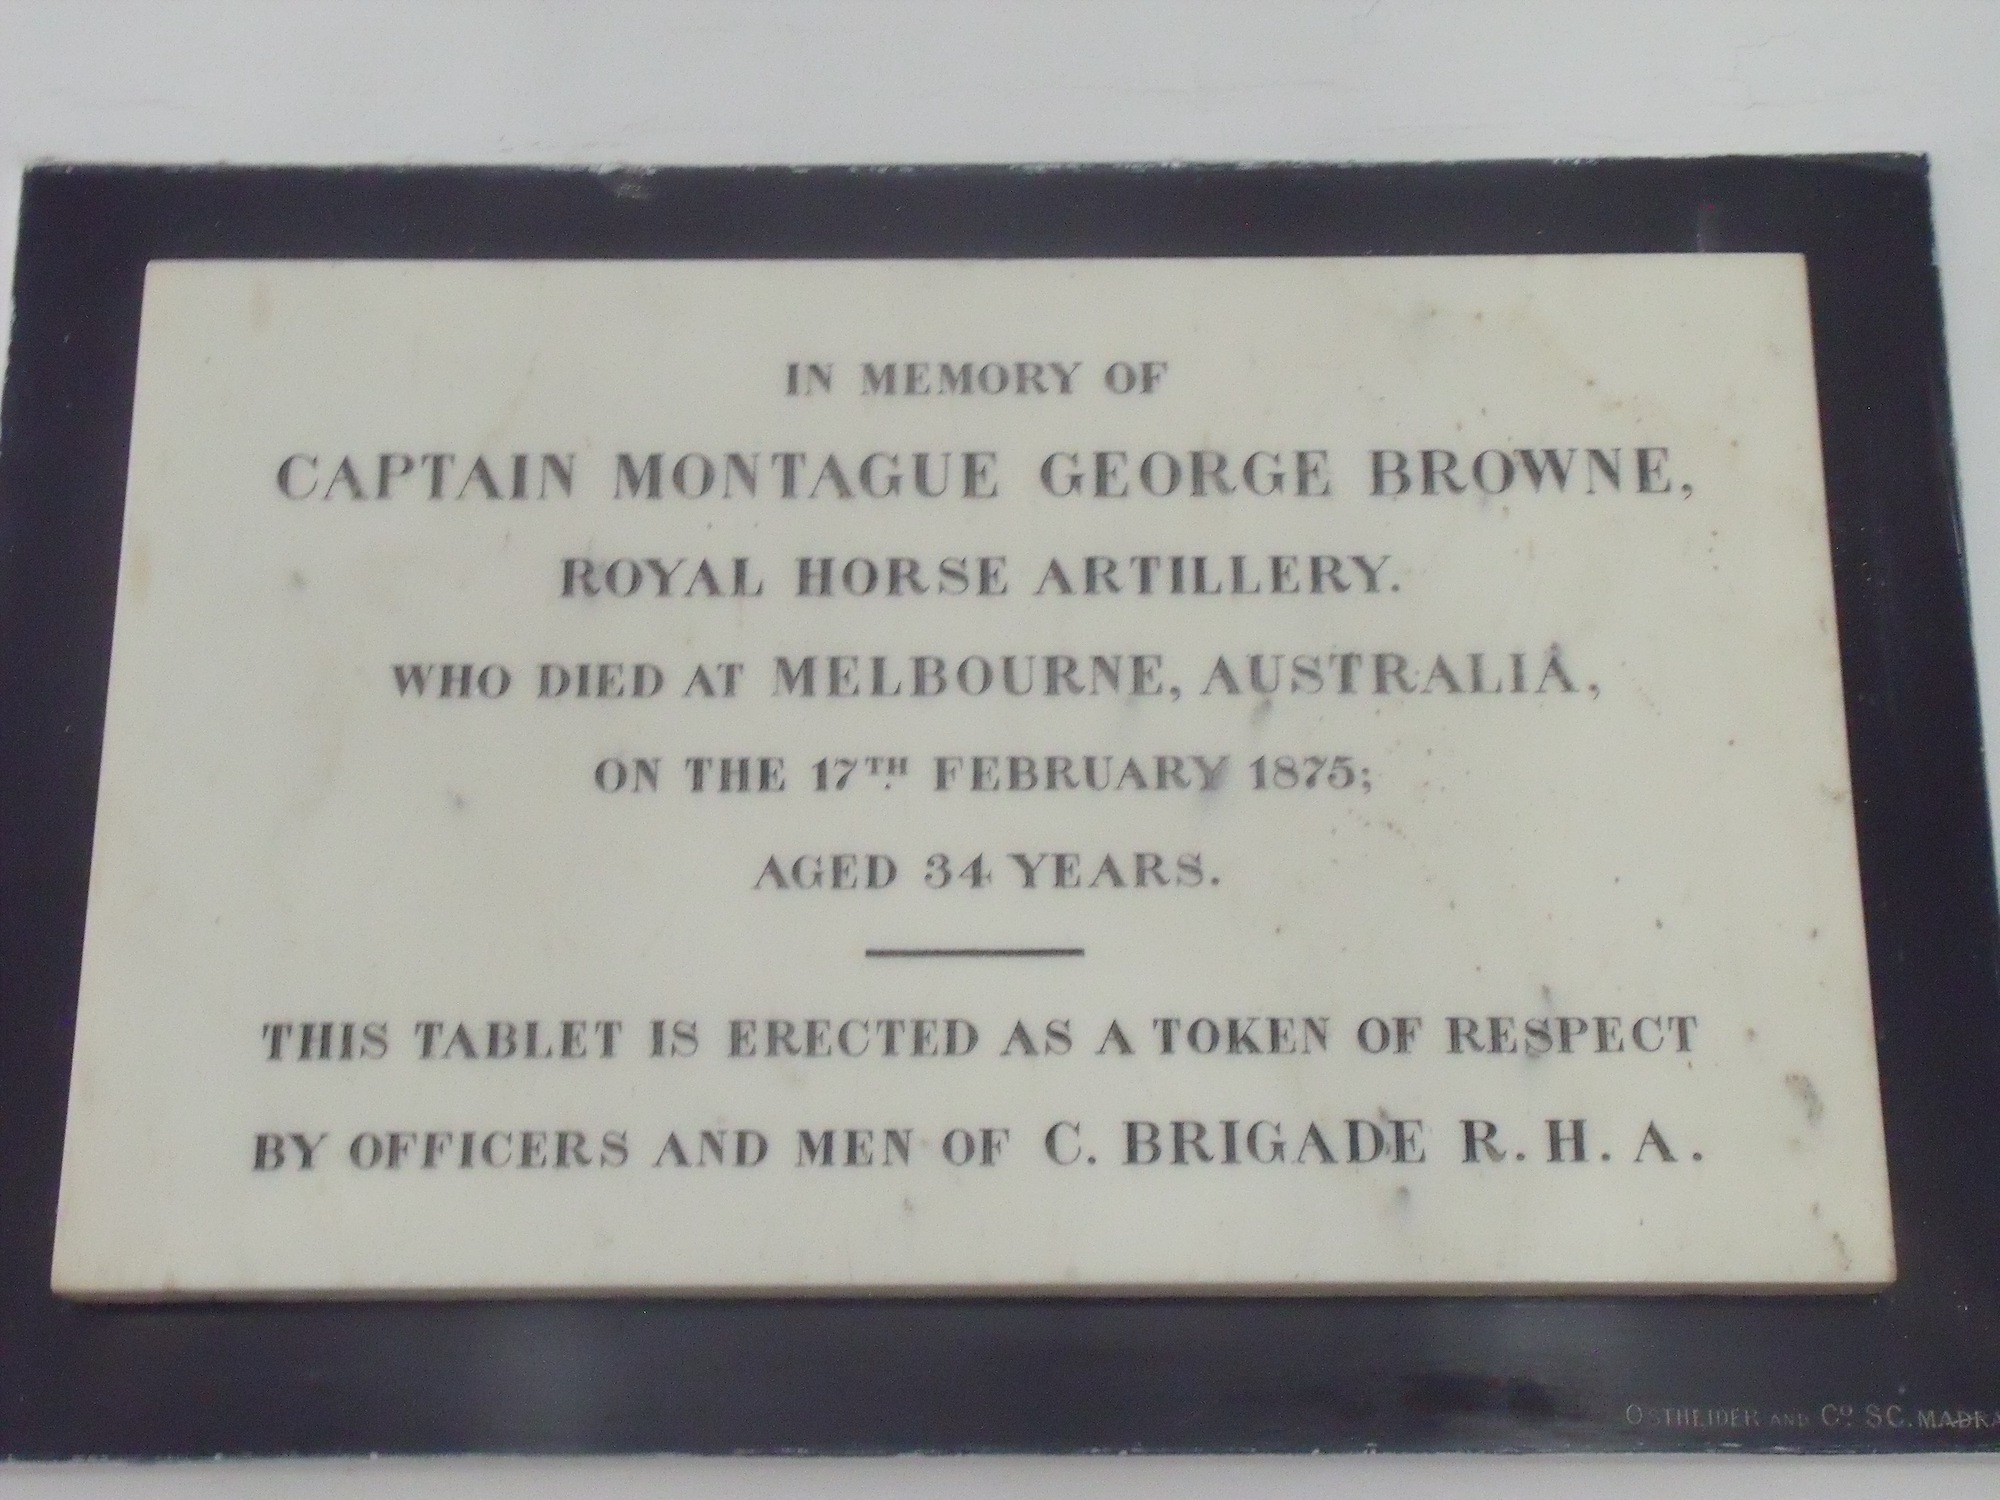 IN MEMORY OF
CAPTAIN MONTAGUE GEORGE BROWNE,
ROYAL HORSE ARTILLERY.
WHO DIED AT MELBOURNE, AUSTRALIA,
ON THE 17TH FEBRUARY 1875;
AGED 34 YEARS.
THIS TABLET IS ERECTED AS A TOKEN OF RESPECT
BY OFFICERS AND MEN OF C. BRIGADE R. H. A.
OSTHEIDER AND CO SC. MADRA